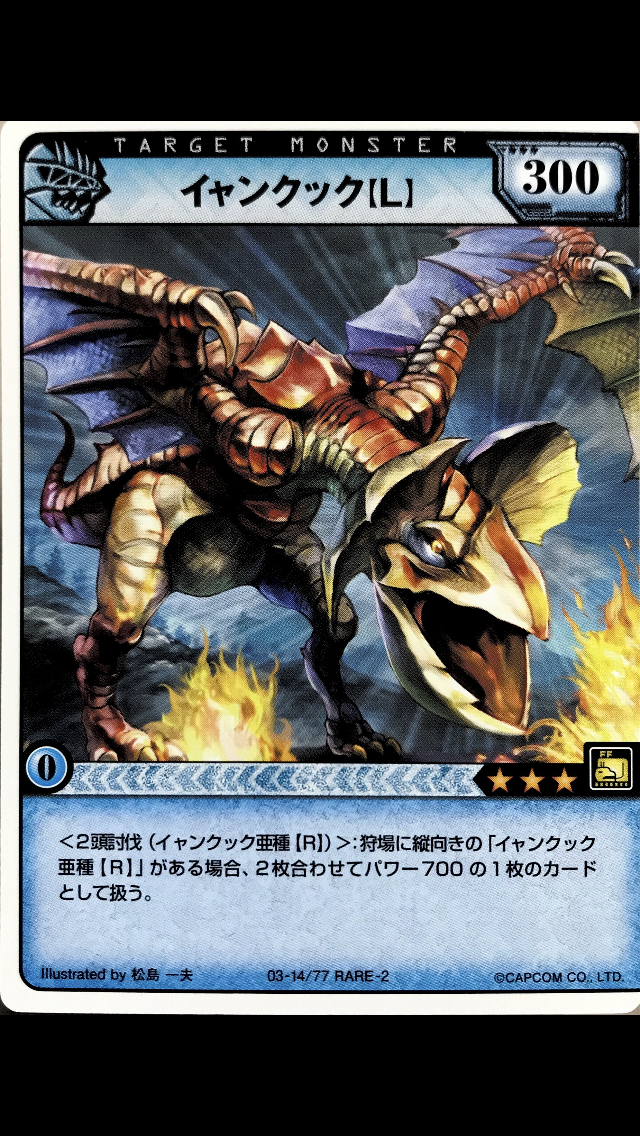 TARGET MONSTER
イャンクック【L】
300
0
FF
＜２頭討伐（イャンクック亜種【R】）＞：狩場に縦向きの「イャンクック
亜種【R】」がある場合、２枚合わせてパワー700の１枚のカード
として扱う。
Illustrated by 松島 一夫
03-14/77 RARE-2
©CAPCOM CO., LTD.